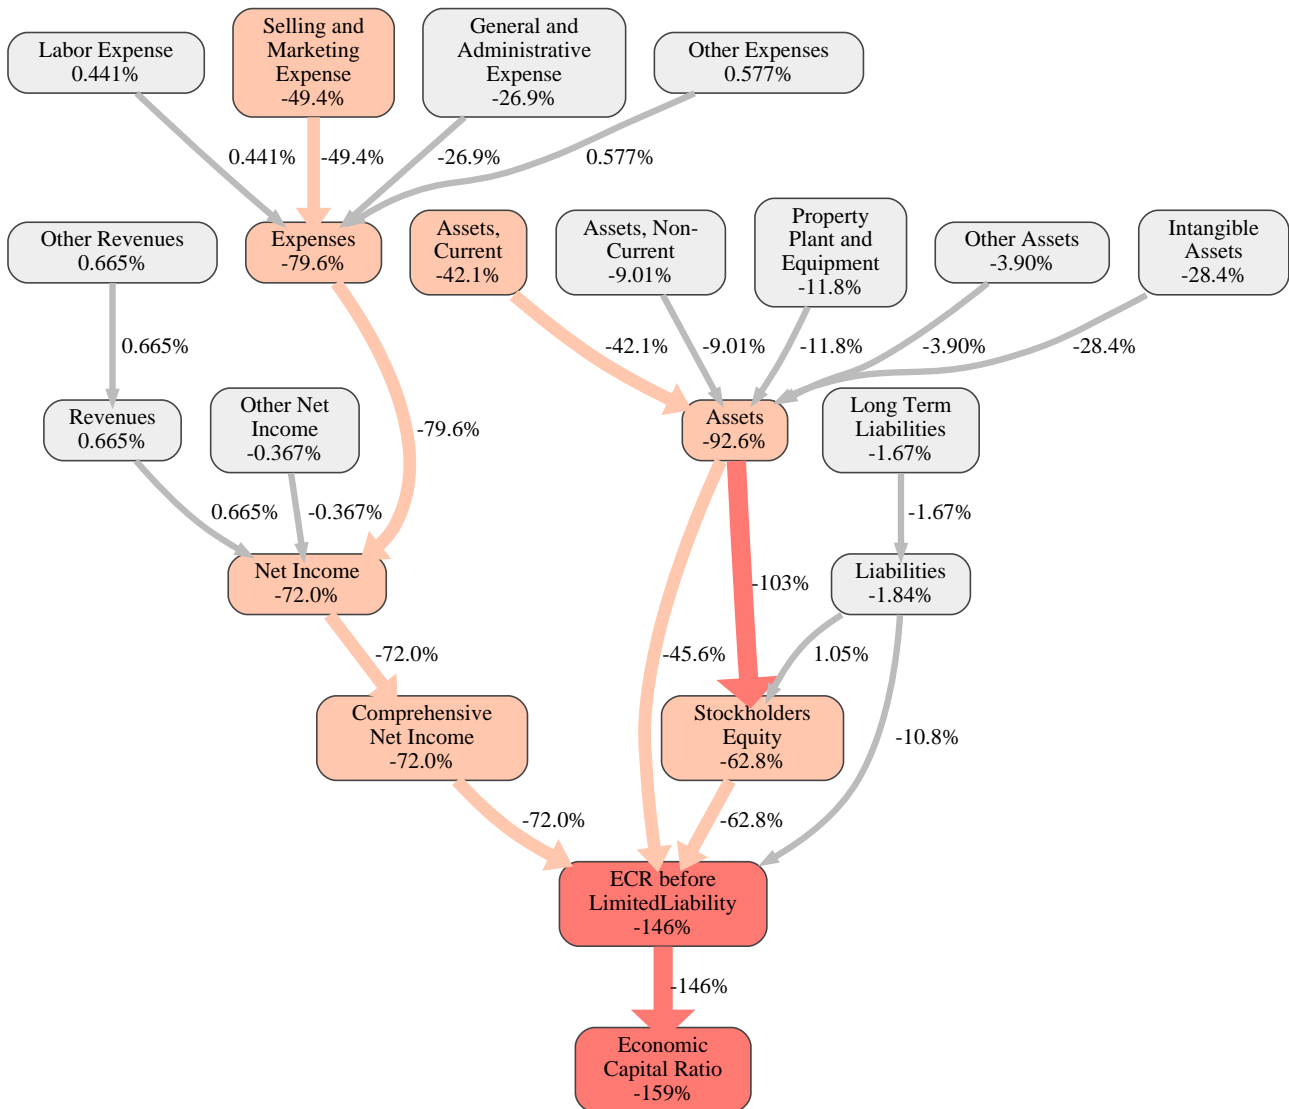 Labor Expense
0.441%
Selling and
Marketing
Expense
-49.4%
General and
Administrative
Expense
-26.9%
Other Expenses
0.577%
0.441%
-49.4%
-26.9%
0.577%
Other Revenues
0.665%
Expenses
-79.6%
Assets,
Current
-42.1%
Assets, Non-
Current
-9.01%
Property
Plant and
Equipment
-11.8%
Other Assets
-3.90%
Intangible
Assets
-28.4%
0.665%
-42.1%
-9.01%
-11.8%
-3.90%
-28.4%
Revenues
0.665%
Other Net
Income
-0.367%
-79.6%
Assets
-92.6%
Long Term
Liabilities
-1.67%
0.665%
-0.367%
-1.67%
Net Income
-72.0%
-103%
Liabilities
-1.84%
-72.0%
-45.6%
1.05%
Comprehensive
Net Income
-72.0%
Stockholders
Equity
-62.8%
-10.8%
-72.0%
-62.8%
ECR before
LimitedLiability
-146%
-146%
Economic
Capital Ratio
-159%